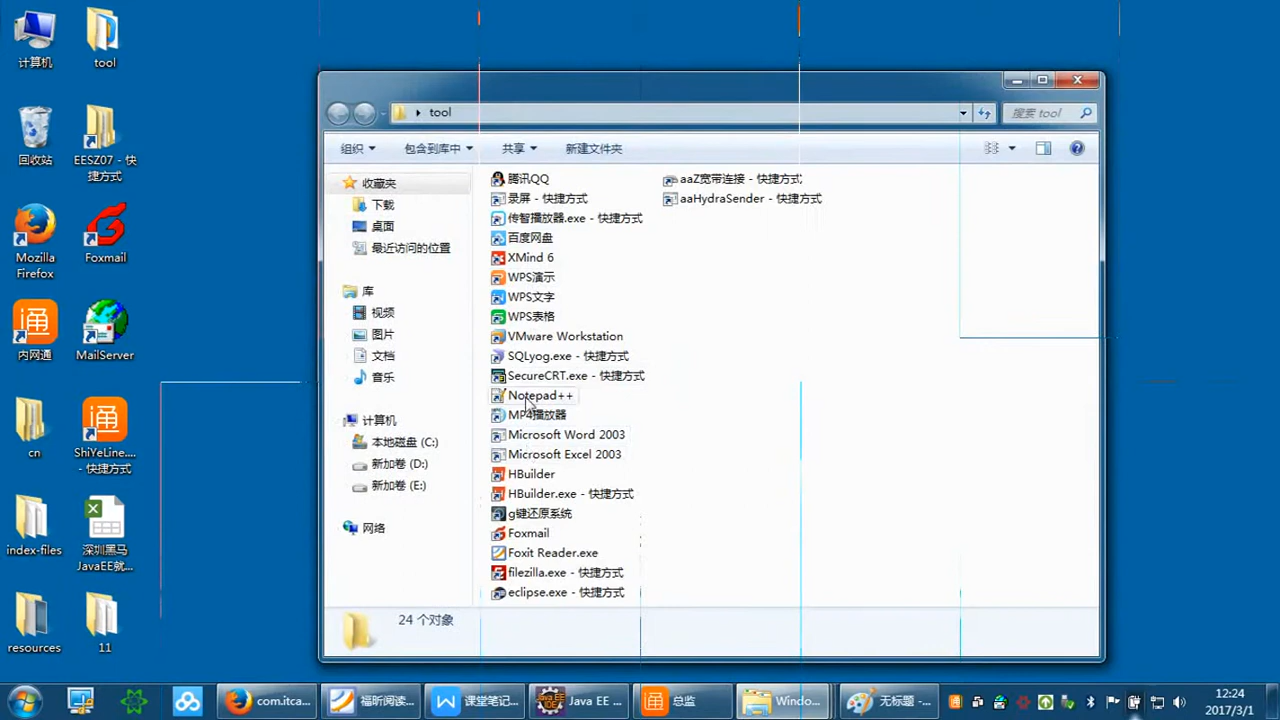 计算机
tool
回收站
EESZ07 - 快
捷方式
Mozilla
Firefox
Foxmail
内网通
MailServer
cn
ShiYeLine....
- 快捷方式
index-files
深圳黑马
JavaEE就...
resources
11
tool
搜索 tool
组织
包含到库中
共享
新建文件夹
收藏夹
下载
桌面
最近访问的位置
库
视频
图片
文档
音乐
计算机
本地磁盘 (C:)
新加卷 (D:)
新加卷 (E:)
网络
腾讯QQ
录屏 - 快捷方式
传智播放器.exe - 快捷方式
百度网盘
XMind 6
WPS演示
WPS文字
WPS表格
VMware Workstation
SQLyog.exe - 快捷方式
SecureCRT.exe - 快捷方式
Notepad++
MP4播放器
Microsoft Word 2003
Microsoft Excel 2003
HBuilder
HBuilder.exe - 快捷方式
g键还原系统
Foxmail
Foxit Reader.exe
filezilla.exe - 快捷方式
eclipse.exe - 快捷方式
aaZ宽带连接 - 快捷方式
aaHydraSender - 快捷方式
24 个对象
com.itca...
福昕阅读...
课堂笔记...
Java EE ...
总监
Windo...
无标题 -...
12:24
2017/3/1